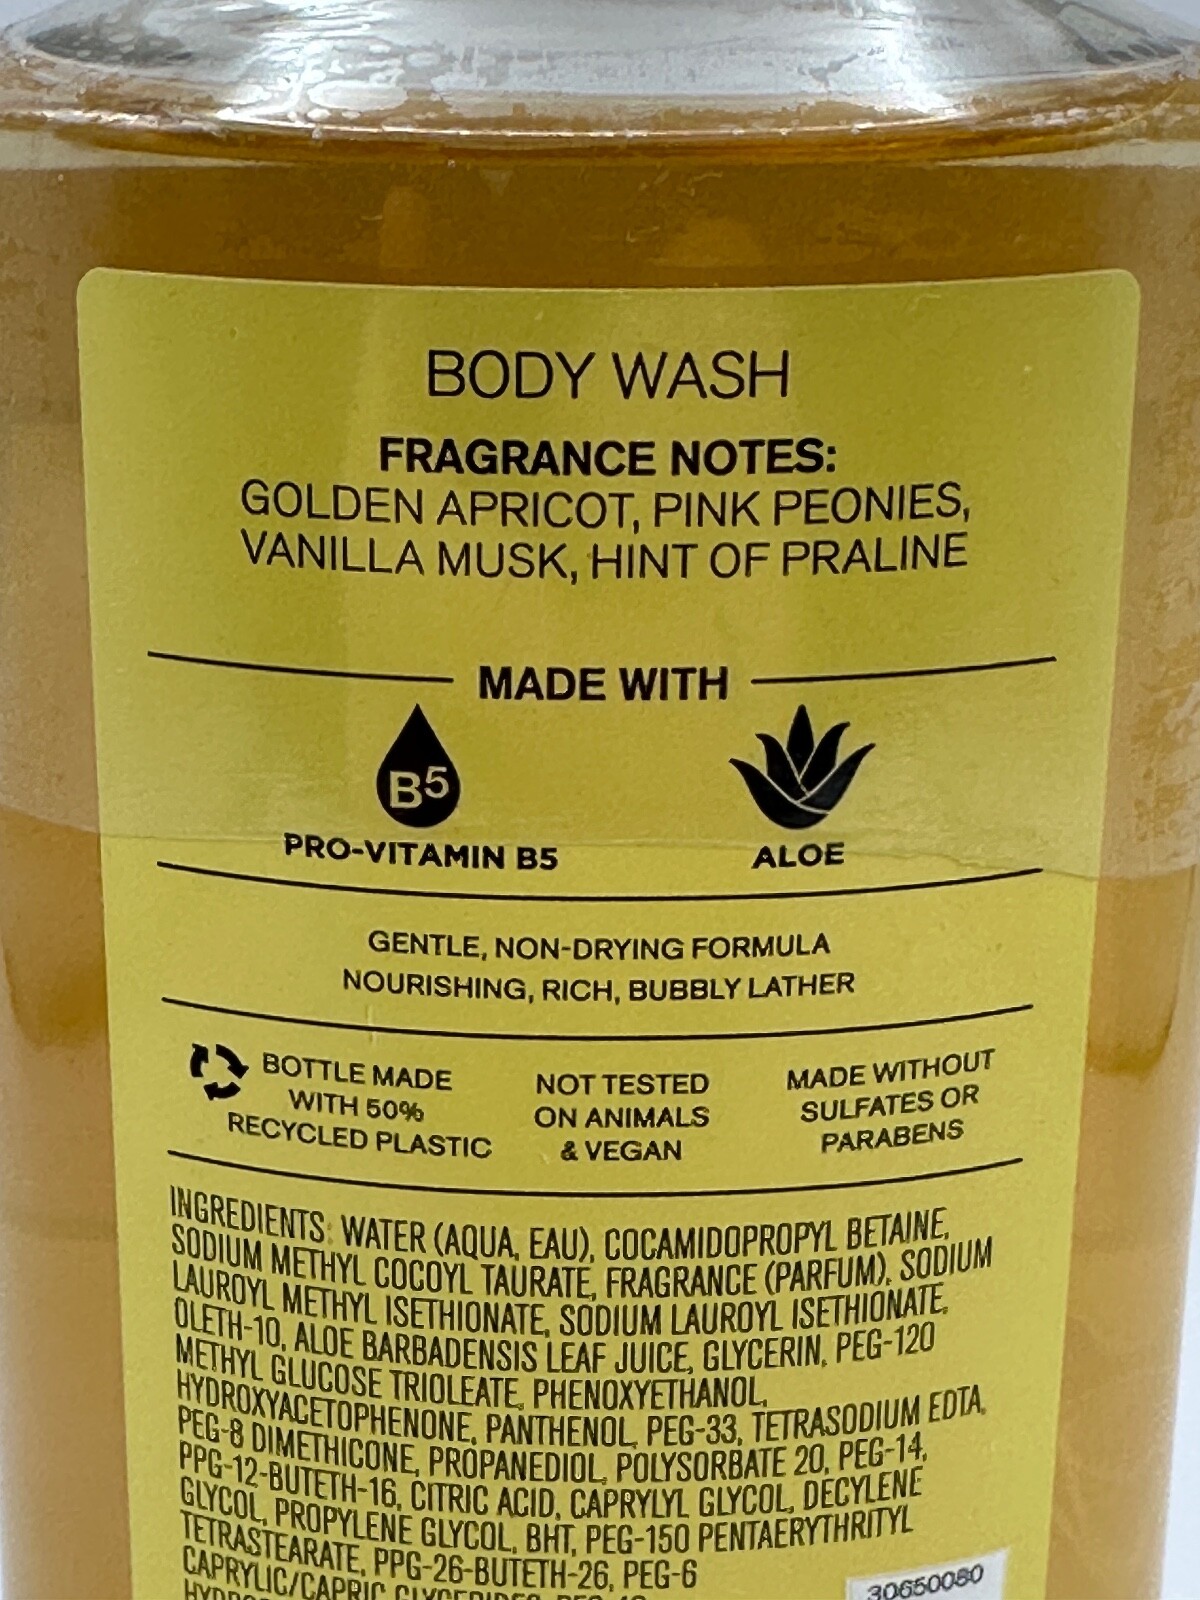 BODY WASH
FRAGRANCE NOTES:
GOLDEN APRICOT, PINK PEONIES,
VANILLA MUSK, HINT OF PRALINE
MADE WITH
B5
PRO-VITAMIN B5
ALOE
GENTLE, NON-DRYING FORMULA
NOURISHING, RICH, BUBBLY LATHER
BOTTLE MADE
WITH 50%
RECYCLED PLASTIC
NOT TESTED
ON ANIMALS
& VEGAN
MADE WITHOUT
SULFATES OR
PARABENS
INGREDIENTS: WATER (AQUA, EAU), COCAMIDOPROPYL BETAINE,
SODIUM METHYL COCOYL TAURATE, FRAGRANCE (PARFUM), SODIUM
LAUROYL METHYL ISETHIONATE, SODIUM LAUROYL ISETHIONATE,
OLETH-10, ALOE BARBADENSIS LEAF JUICE, GLYCERIN, PEG-120
METHYL GLUCOSE TRIOLEATE, PHENOXYETHANOL,
HYDROXYACETOPHENONE, PANTHENOL, PEG-33, TETRASODIUM EDTA,
PEG-8 DIMETHICONE, PROPANEDIOL, POLYSORBATE 20, PEG-14,
PPG-12-BUTETH-16, CITRIC ACID, CAPRYLYL GLYCOL, DECYLENE
GLYCOL, PROPYLENE GLYCOL, BHT, PEG-150 PENTAERYTHRITYL
TETRASTEARATE, PPG-26-BUTETH-26, PEG-6
CAPRYLIC/CAPRIC
30650080